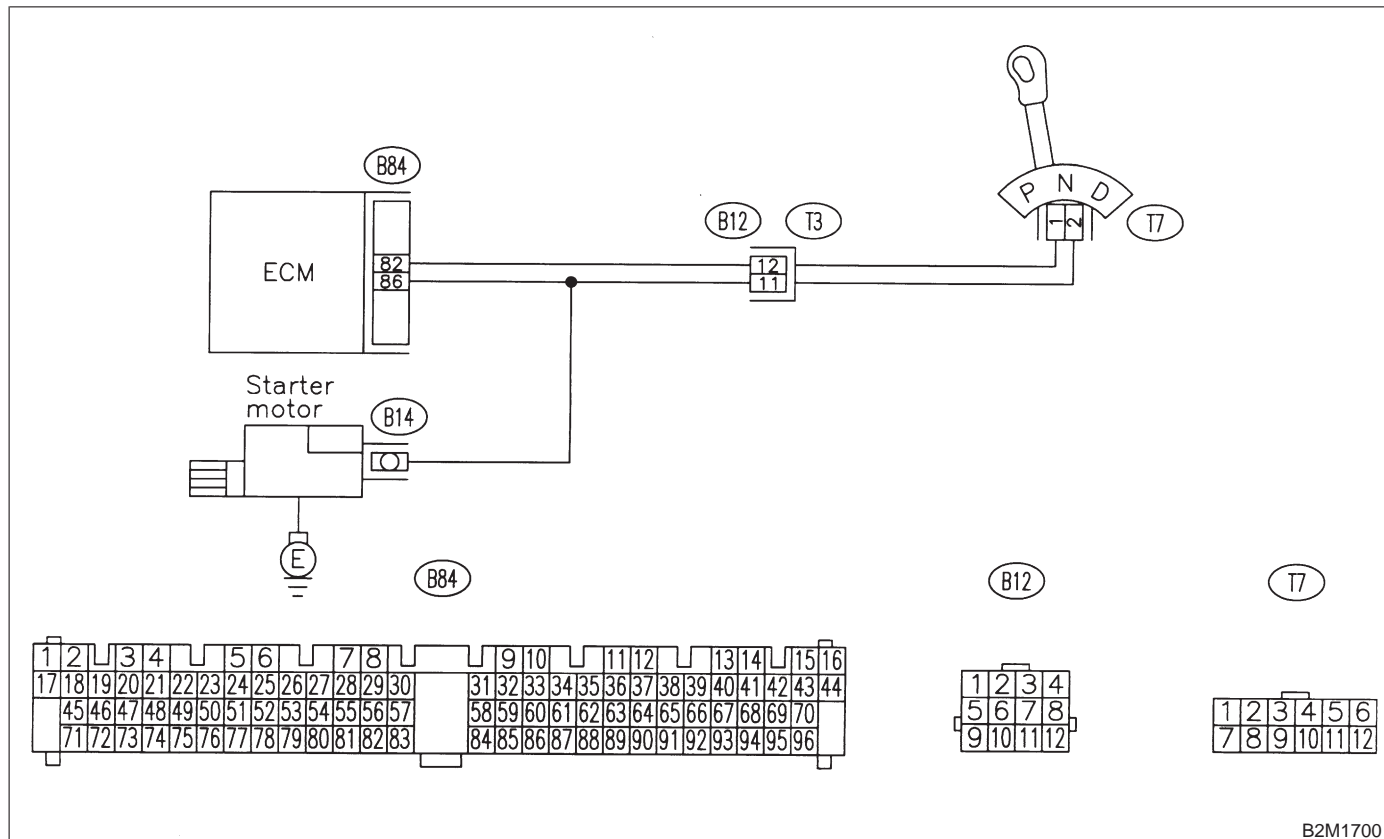 P N D
B84
B12 T3
1 2
T7
ECM
82
86
12
11
Starter
motor
B14
E
B84
B12
T7
1 2 3 4 5 6 7 8 9 10 11 12 13 14 15 16
17 18 19 20 21 22 23 24 25 26 27 28 29 30 31 32 33 34 35 36 37 38 39 40 41 42 43 44
45 46 47 48 49 50 51 52 53 54 55 56 57 58 59 60 61 62 63 64 65 66 67 68 69 70
71 72 73 74 75 76 77 78 79 80 81 82 83 84 85 86 87 88 89 90 91 92 93 94 95 96
1 2 3 4
5 6 7 8
9 10 11 12
1 2 3 4 5 6
7 8 9 10 11 12
B2M1700